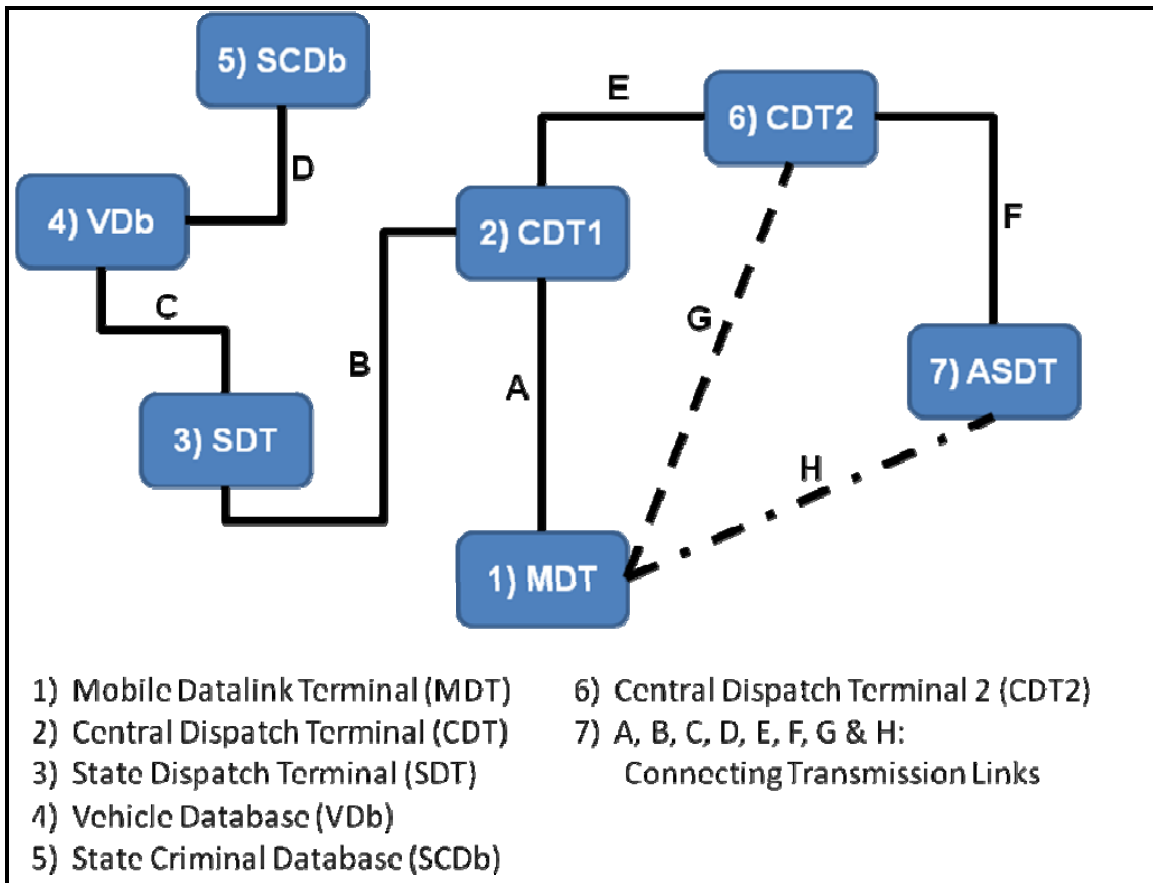 5) SCDb
E
6) CDT2
D
4) VDb
2) CDT1
F
C
G
B
A
7) ASDT
3) SDT
H
1) MDT
1) Mobile Datalink Terminal (MDT)
2) Central Dispatch Terminal (CDT)
3) State Dispatch Terminal (SDT)
4) Vehicle Database (VDb)
5) State Criminal Database (SCDb)
6) Central Dispatch Terminal 2 (CDT2)
7) A, B, C, D, E, F, G & H:
Connecting Transmission Links